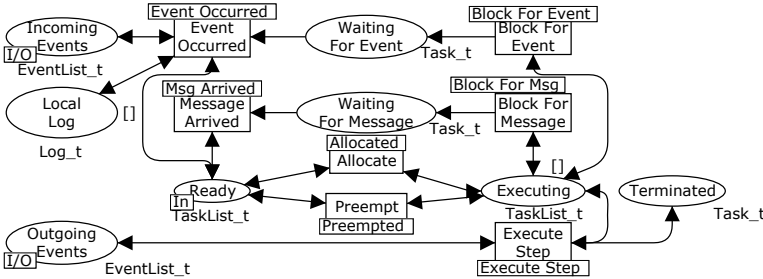 Event Occurred
Block For Event
Incoming
Events
I/O
EventList_t
Event
Occurred
Waiting
For Event
Task_t
Block For
Event
Local
Log
[]
Log_t
Msg Arrived
Message
Arrived
Waiting
For Message
Task_t
Block For Msg
Block For
Message
Allocated
Allocate
[]
Ready
In
TaskList_t
Preempt
Preempted
Executing
TaskList_t
Terminated
Task_t
Outgoing
Events
I/O
EventList_t
Execute
Step
Execute Step